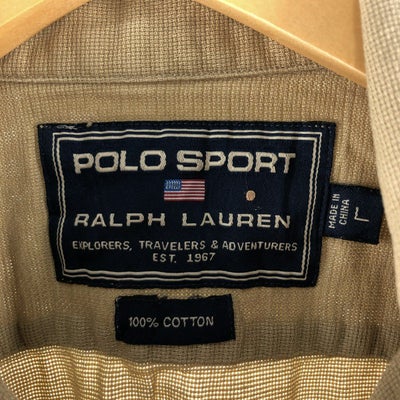 POLO SPORT
RALPH LAUREN
EXPLORERS, TRAVELERS & ADVENTURERS
EST. 1967
MADE IN
CHINA
L
100% COTTON